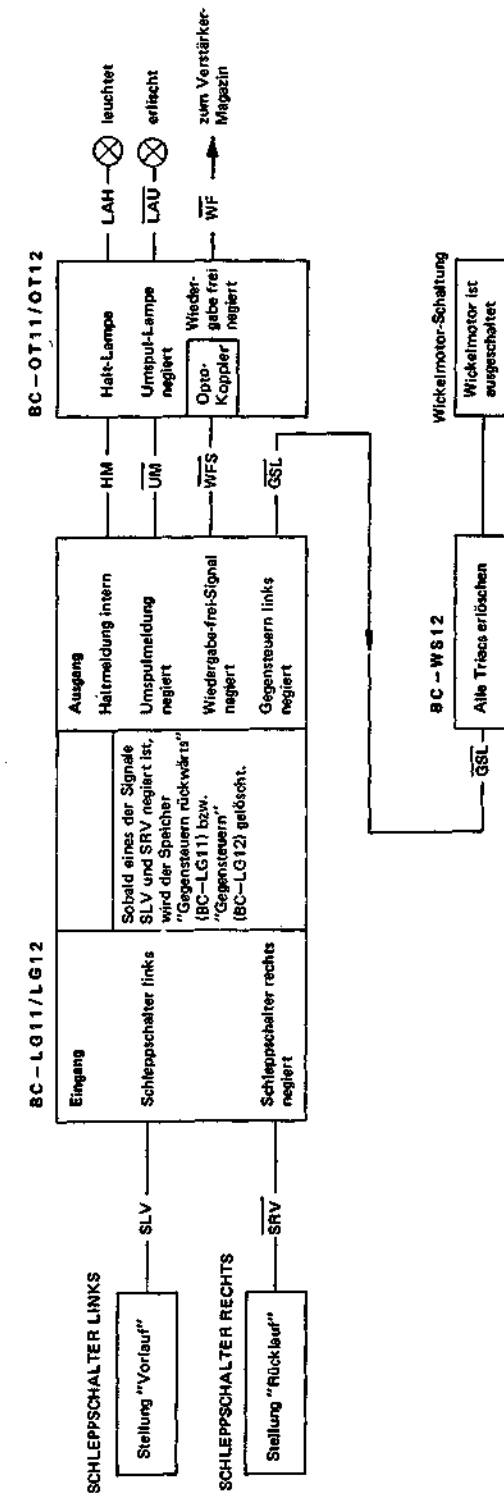 SCHLEPPSCHALTER LINKS
Stellung "Vorlauf"
SLV
SCHLEPPSCHALTER RECHTS
Stellung "Rücklauf"
SRV
BC-LG11/LG12
Eingang
Schleppschalter links
Schleppschalter rechts
negiert
Sobald eines der Signale
SLV und SRV negiert ist,
wird der Speicher
"Gegensteuern rückwärts"
(BC-LG11) bzw.
"Gegensteuern"
(BC-LG12) gelöscht.
Ausgang
Haltmeldung intern
Umspulmeldung
negiert
Wiedergabe-frei-Signal
negiert
Gegensteuern links
negiert
HM
UM
WFS
GSL
BC-OT11/OT12
Halt-Lampe
Umspul-Lampe
negiert
Opto-
Koppler
Wieder-
gabe frei
negiert
LAH
leuchtet
LAU
erlischt
WF
zum Verstärker-
Magazin
GSL
BC-WS12
Alle Triacs erlöschen
Wickelmotor-Schaltung
Wickelmotor ist
ausgeschaltet